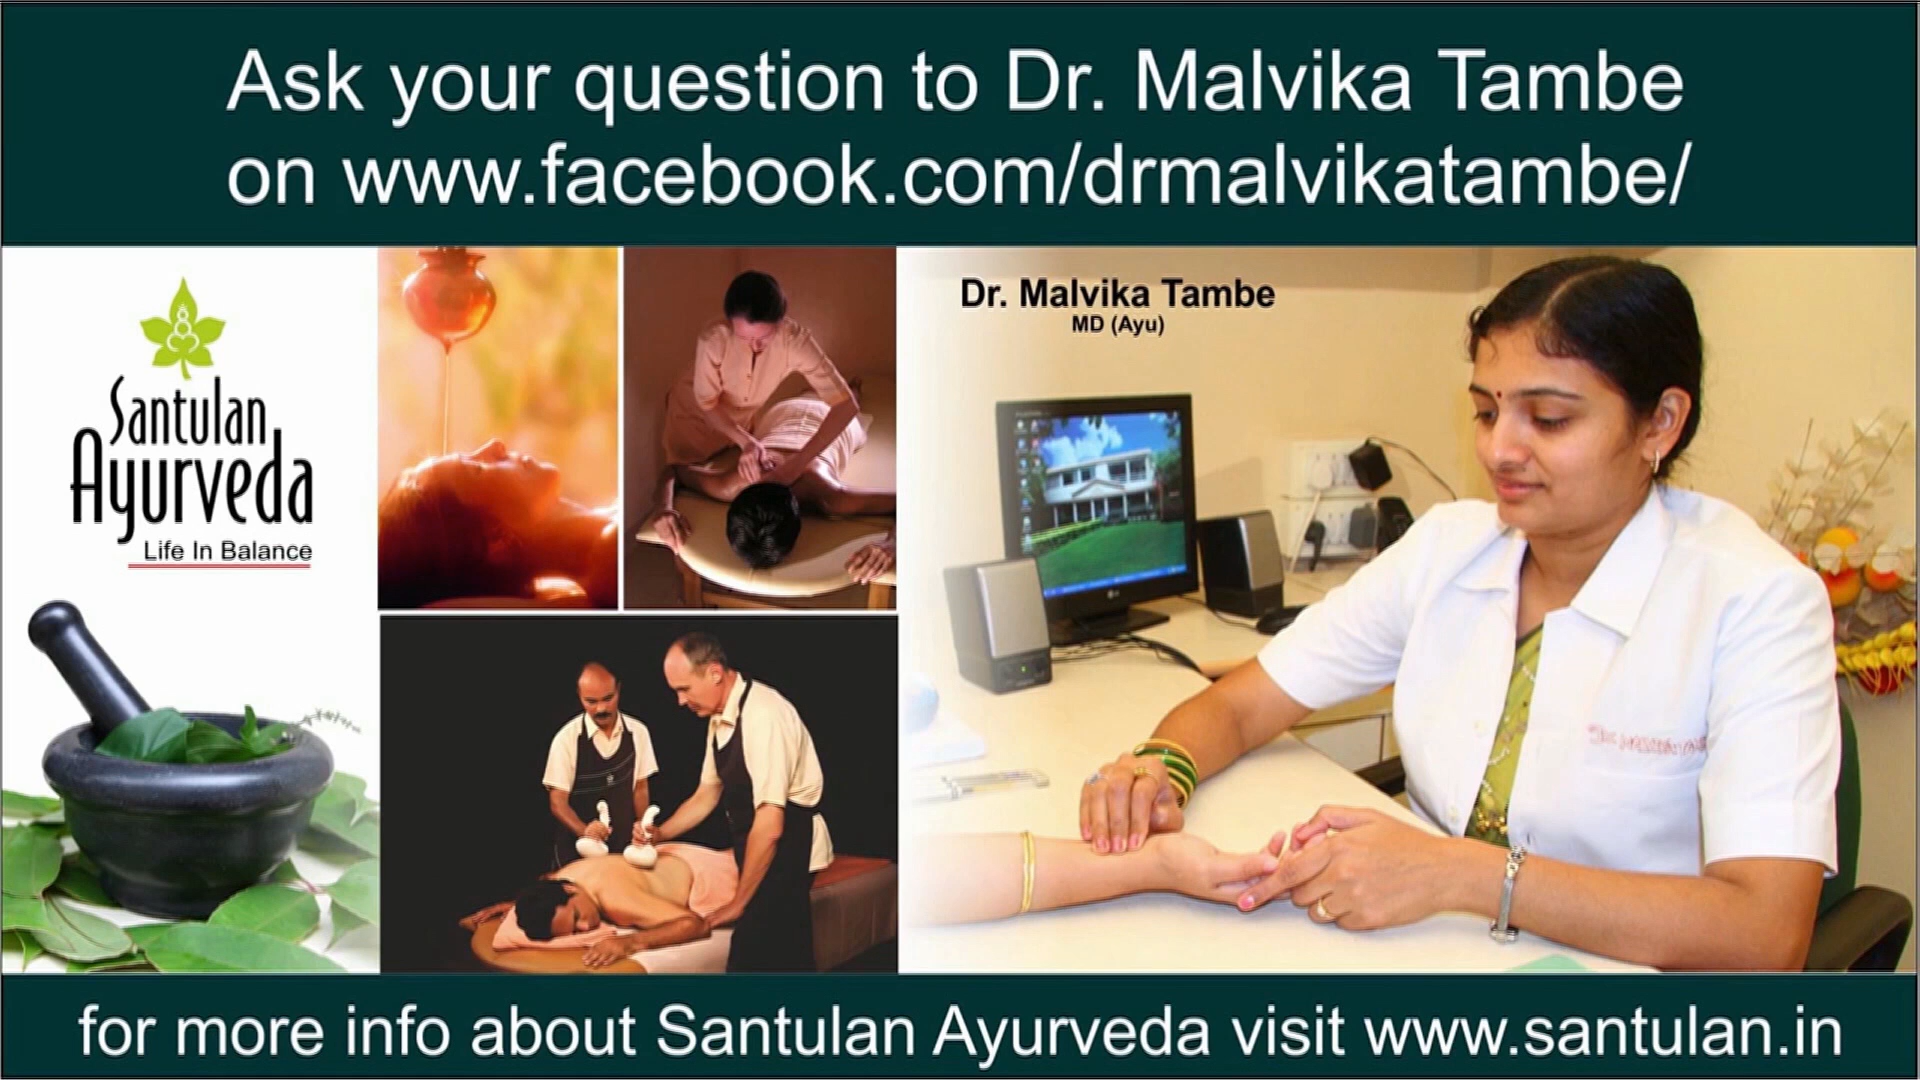 Ask your question to Dr. Malvika Tambe
on www.facebook.com/drmalvikatambe/
Santulan
Ayurveda
Life In Balance
Dr. Malvika Tambe
MD (Ayu)
for more info about Santulan Ayurveda visit www.santulan.in